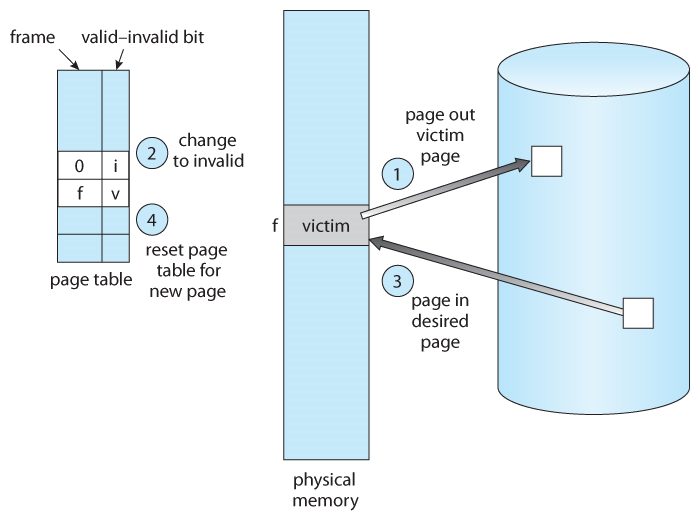 frame
valid–invalid bit
0 i
f v
2
change
to invalid
4
reset page
table for
new page
page table
f
victim
physical
memory
page out
victim
page
1
3
page in
desired
page